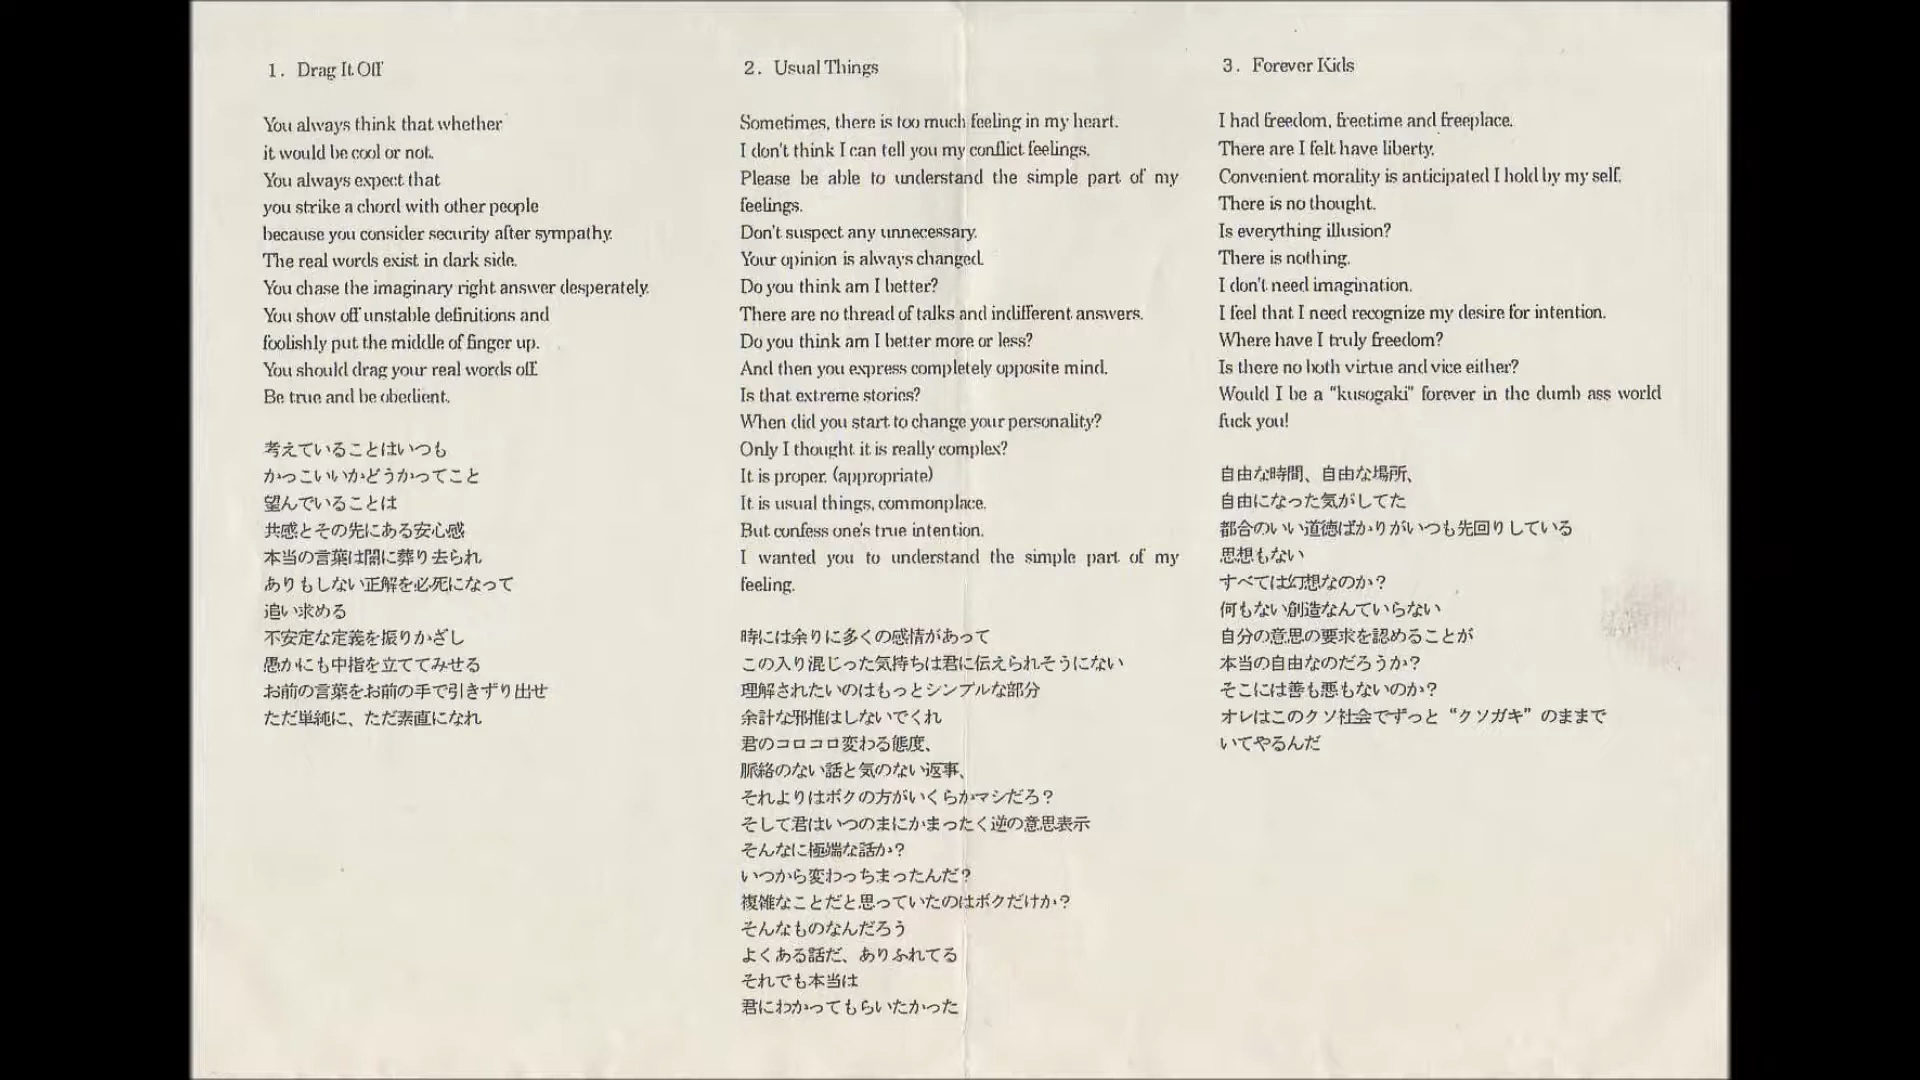 1. Drag It Off
You always think that whether
it would be cool or not.
You always expect that
you strike a chord with other people
because you consider security after sympathy.
The real words exist in dark side.
You chase the imaginary right answer desperately.
You show off unstable definitions and
foolishly put the middle of finger up.
You should drag your real words off.
Be true and be obedient.
考えていることはいつも
かっこいいかどうかってこと
望んでいることは
共感とその先にある安心感
本当の言葉は闇に葬り去られ
ありもしない正解を必死になって
追い求める
不安定な定義を振りかざし
愚かにも中指を立ててみせる
お前の言葉をお前の手で引きずり出せ
ただ単純に、ただ素直になれ
2. Usual Things
Sometimes, there is too much feeling in my heart.
I don't think I can tell you my conflict feelings.
Please be able to understand the simple part of my
feelings.
Don't suspect any unnecessary.
Your opinion is always changed.
Do you think am I better?
There are no thread of talks and indifferent answers.
Do you think am I better more or less?
And then you express completely opposite mind.
Is that extreme stories?
When did you start to change your personality?
Only I thought it is really complex?
It is proper. (appropriate)
It is usual things, commonplace.
But confess one's true intention.
I wanted you to understand the simple part of my
feeling.
時には余りに多くの感情があって
この入り混じった気持ちは君に伝えられそうにない
理解されたいのはもっとシンプルな部分
余計な邪推はしないでくれ
君のコロコロ変わる態度、
脈絡のない話と気のない返事、
それよりはボクの方がいくらかマシだろ？
そして君はいつのまにかまったく逆の意思表示
そんなに極端な話か？
いつから変わっちまったんだ？
複雑なことだと思っていたのはボクだけか？
そんなものなんだろう
よくある話だ、ありふれてる
それでも本当は
君にわかってもらいたかった
3. Forever Kids
I had freedom, freetime and freeplace.
There are I felt have liberty.
Convenient morality is anticipated I hold by my self.
There is no thought.
Is everything illusion?
There is nothing.
I don't need imagination.
I feel that I need recognize my desire for intention.
Where have I truly freedom?
Is there no both virtue and vice either?
Would I be a "kusogaki" forever in the dumb ass world
fuck you!
自由な時間、自由な場所、
自由になった気がしてた
都合のいい道徳ばかりがいつも先回りしている
思想もない
すべては幻想なのか？
何もない創造なんていらない
自分の意思の要求を認めることが
本当の自由なのだろうか？
そこには善も悪もないのか？
オレはこのクソ社会でずっと“クソガキ”のままで
いてやるんだ